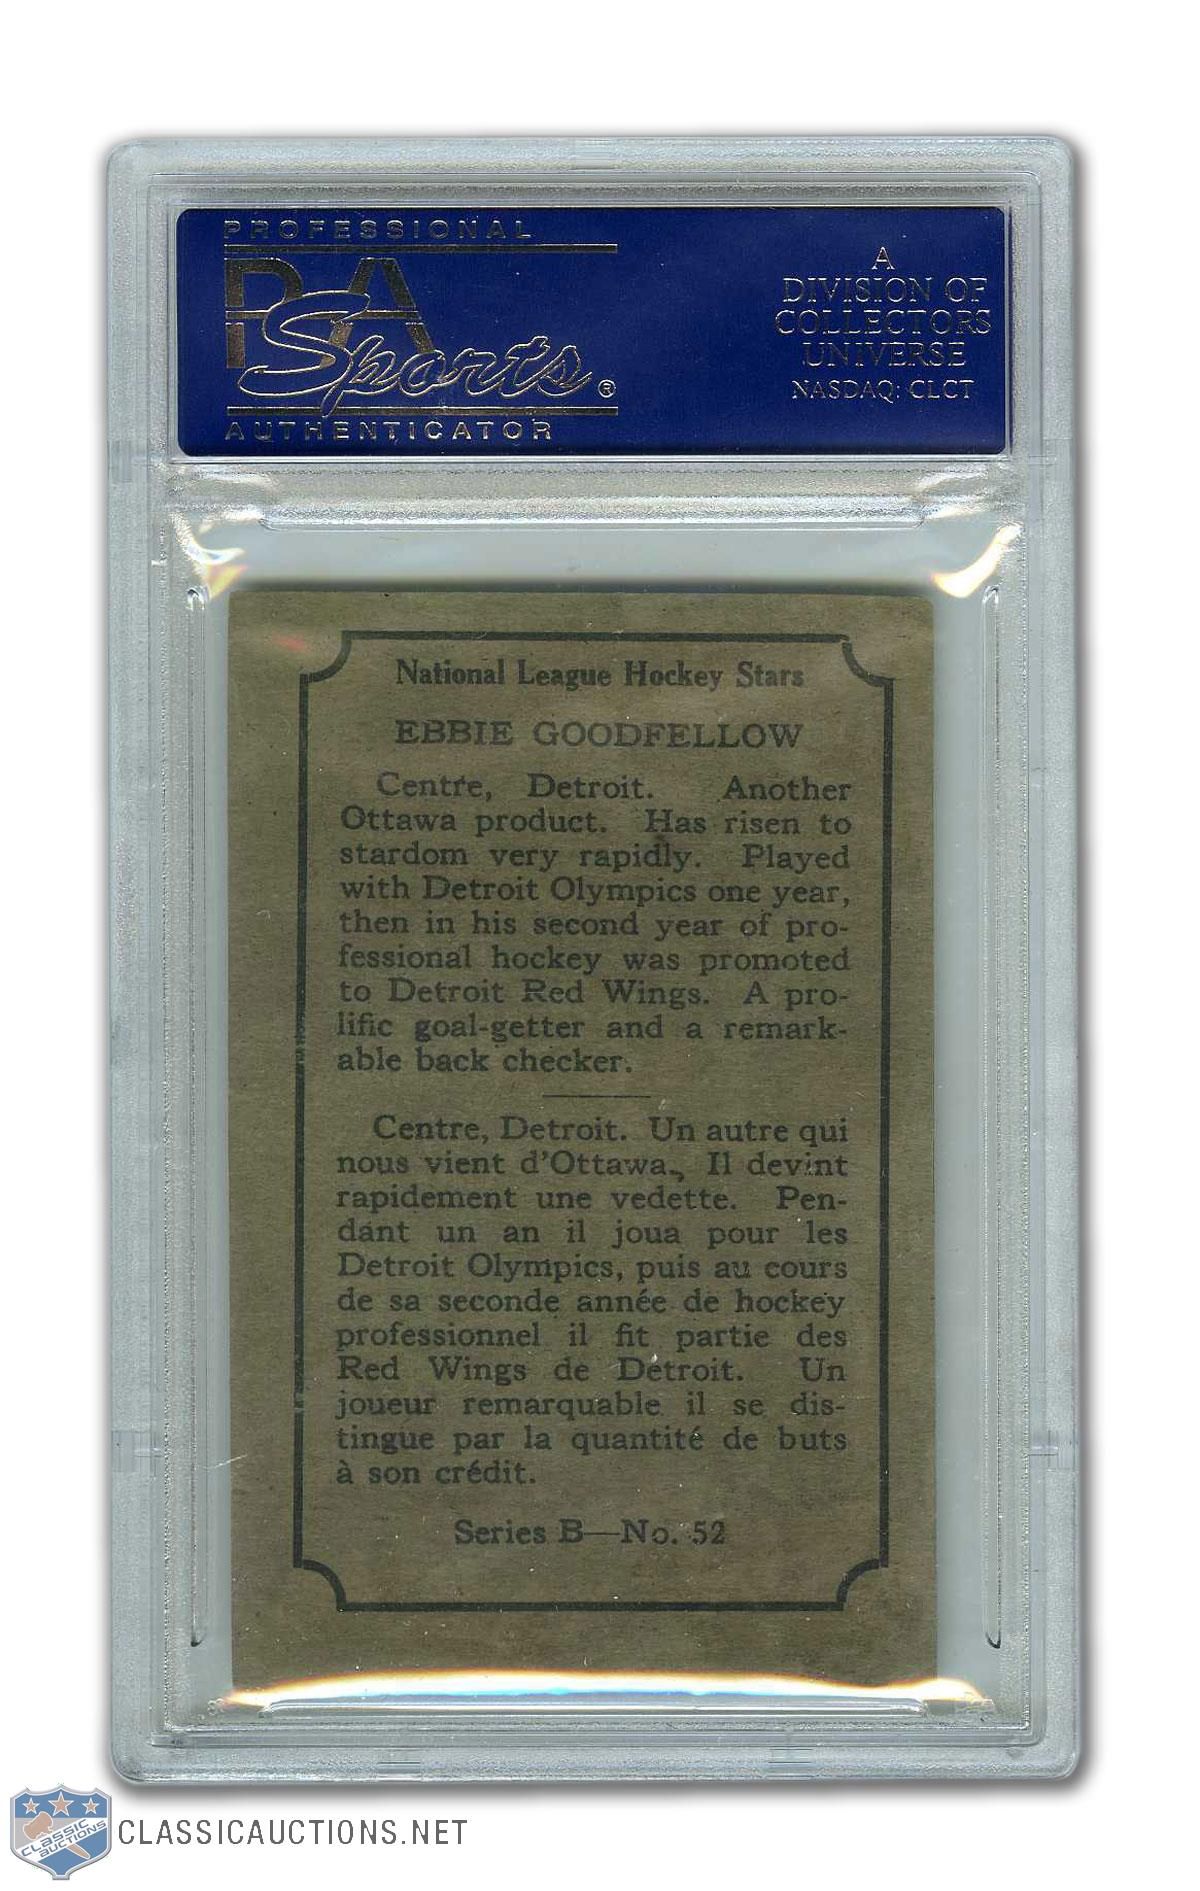 PROFESSIONAL
PSA
Sports®
AUTHENTICATOR
A
DIVISION OF
COLLECTORS
UNIVERSE
NASDAQ: CLCT
National League Hockey Stars
EBBIE GOODFELLOW
Centre, Detroit. Another
Ottawa product. Has risen to
stardom very rapidly. Played
with Detroit Olympics one year,
then in his second year of pro-
fessional hockey was promoted
to Detroit Red Wings. A pro-
lific goal-getter and a remark-
able back checker.
Centre, Detroit. Un autre qui
nous vient d'Ottawa, Il devint
rapidement une vedette. Pen-
dant un an il joua pour les
Detroit Olympics, puis au cours
de sa seconde année de hockey
professionnel il fit partie des
Red Wings de Detroit. Un
joueur remarquable il se dis-
tingue par la quantité de buts
à son crédit.
Series B—No. 52
CLASSIC
AUCTIONS
CLASSICAUCTIONS.NET